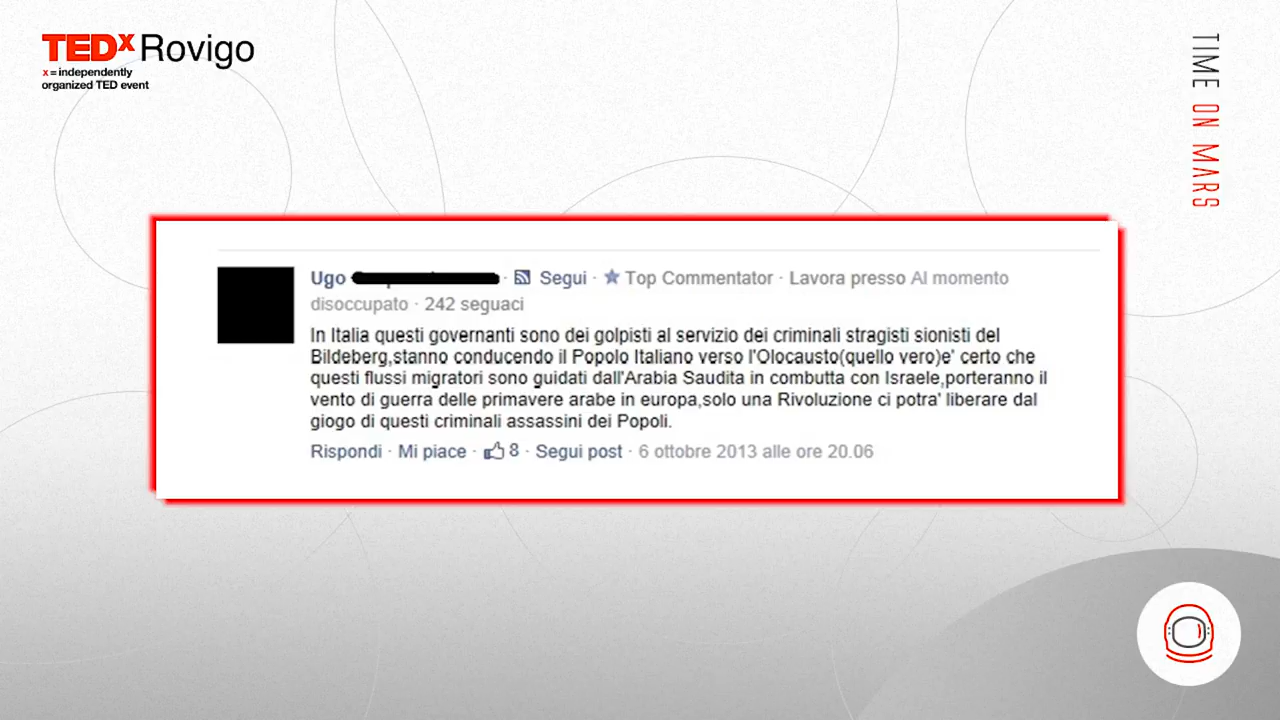 TEDx Rovigo
x = independently
organized TED event
TIME ON MARS
Ugo · Segui · Top Commentator · Lavora presso Al momento
disoccupato · 242 seguaci
In Italia questi governanti sono dei golpisti al servizio dei criminali stragisti sionisti del
Bildeberg,stanno conducendo il Popolo Italiano verso l'Olocausto(quello vero)e' certo che
questi flussi migratori sono guidati dall'Arabia Saudita in combutta con Israele,porteranno il
vento di guerra delle primavere arabe in europa,solo una Rivoluzione ci potra' liberare dal
giogo di questi criminali assassini dei Popoli.
Rispondi · Mi piace · 8 · Segui post · 6 ottobre 2013 alle ore 20.06